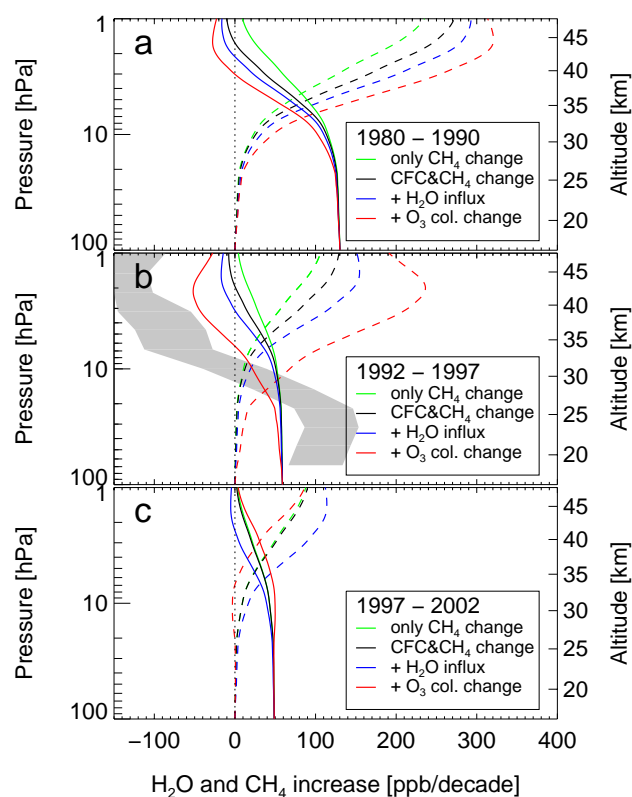 a
1
10
100
Pressure [hPa]
45
40
35
30
25
20
Altitude [km]
1980 − 1990
only CH₄ change
CFC&CH₄ change
+ H₂O influx
+ O₃ col. change
b
1
10
100
Pressure [hPa]
45
40
35
30
25
20
Altitude [km]
1992 − 1997
only CH₄ change
CFC&CH₄ change
+ H₂O influx
+ O₃ col. change
c
1
10
100
Pressure [hPa]
45
40
35
30
25
20
Altitude [km]
1997 − 2002
only CH₄ change
CFC&CH₄ change
+ H₂O influx
+ O₃ col. change
−100 0 100 200 300 400
H₂O and CH₄ increase [ppb/decade]